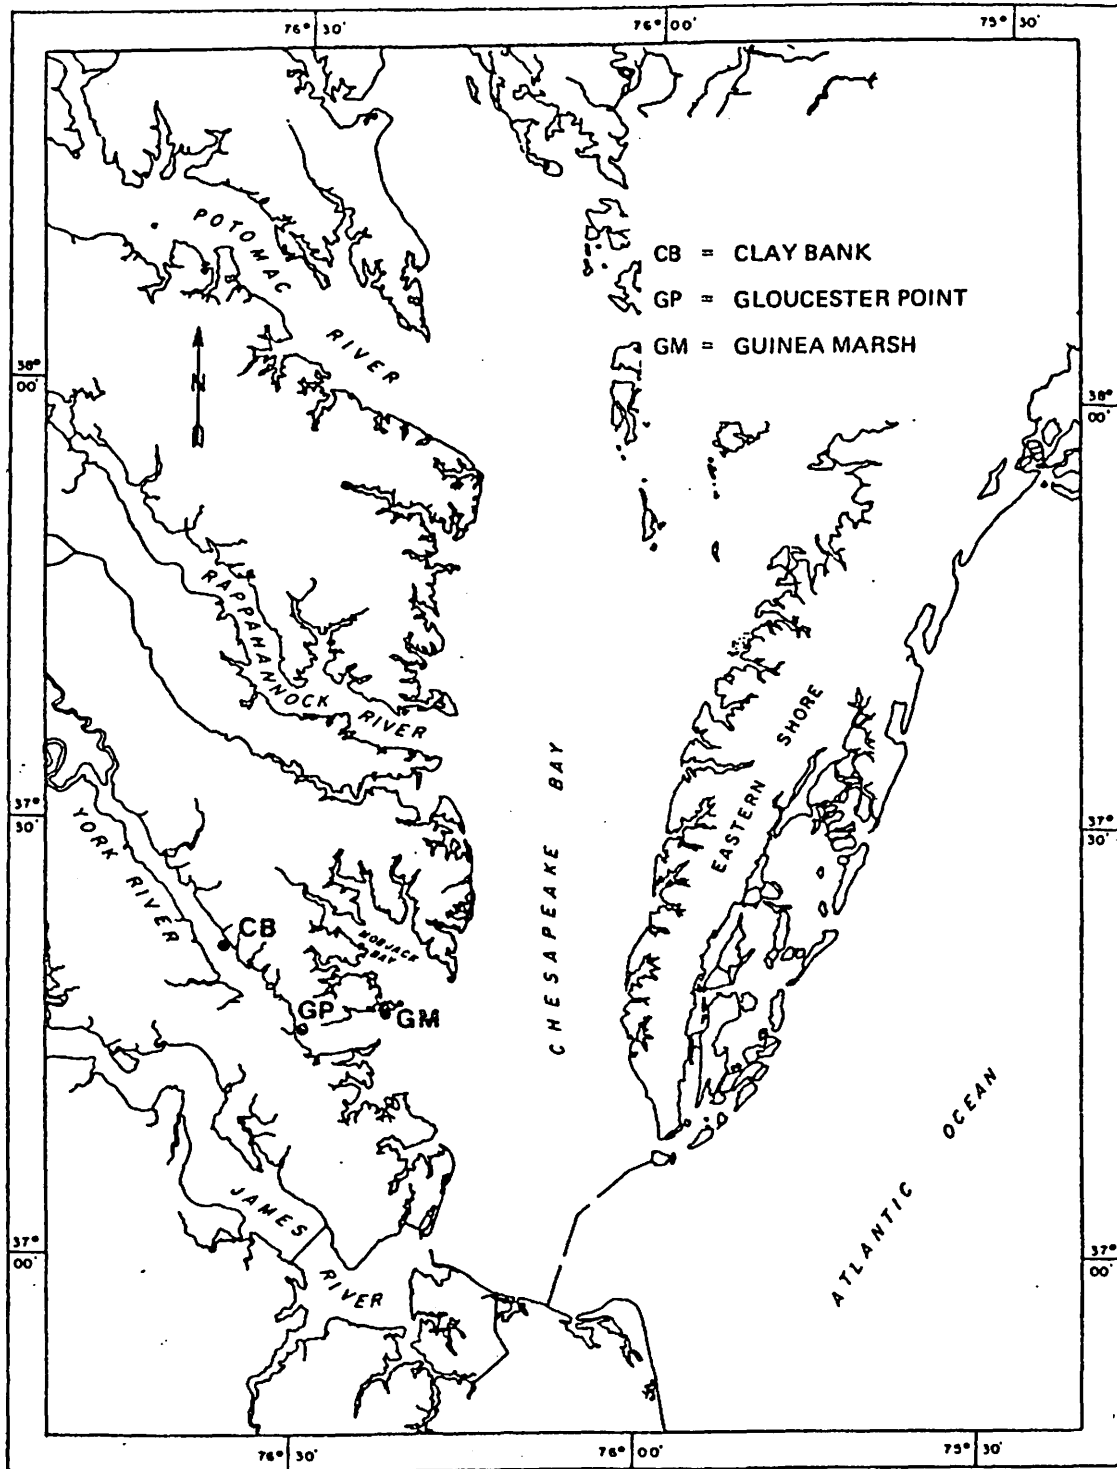 76° 30'
76° 00'
75° 30'
POTOMAC
RIVER
CB = CLAY BANK
GP = GLOUCESTER POINT
GM = GUINEA MARSH
N
38°
00'
38°
00'
RAPPAHANNOCK
RIVER
CHESAPEAKE BAY
EASTERN SHORE
37°
30'
37°
30'
YORK RIVER
MOBJACK
BAY
CB
GP
GM
ATLANTIC OCEAN
JAMES
RIVER
37°
00'
37°
00'
76° 30'
76° 00'
75° 30'